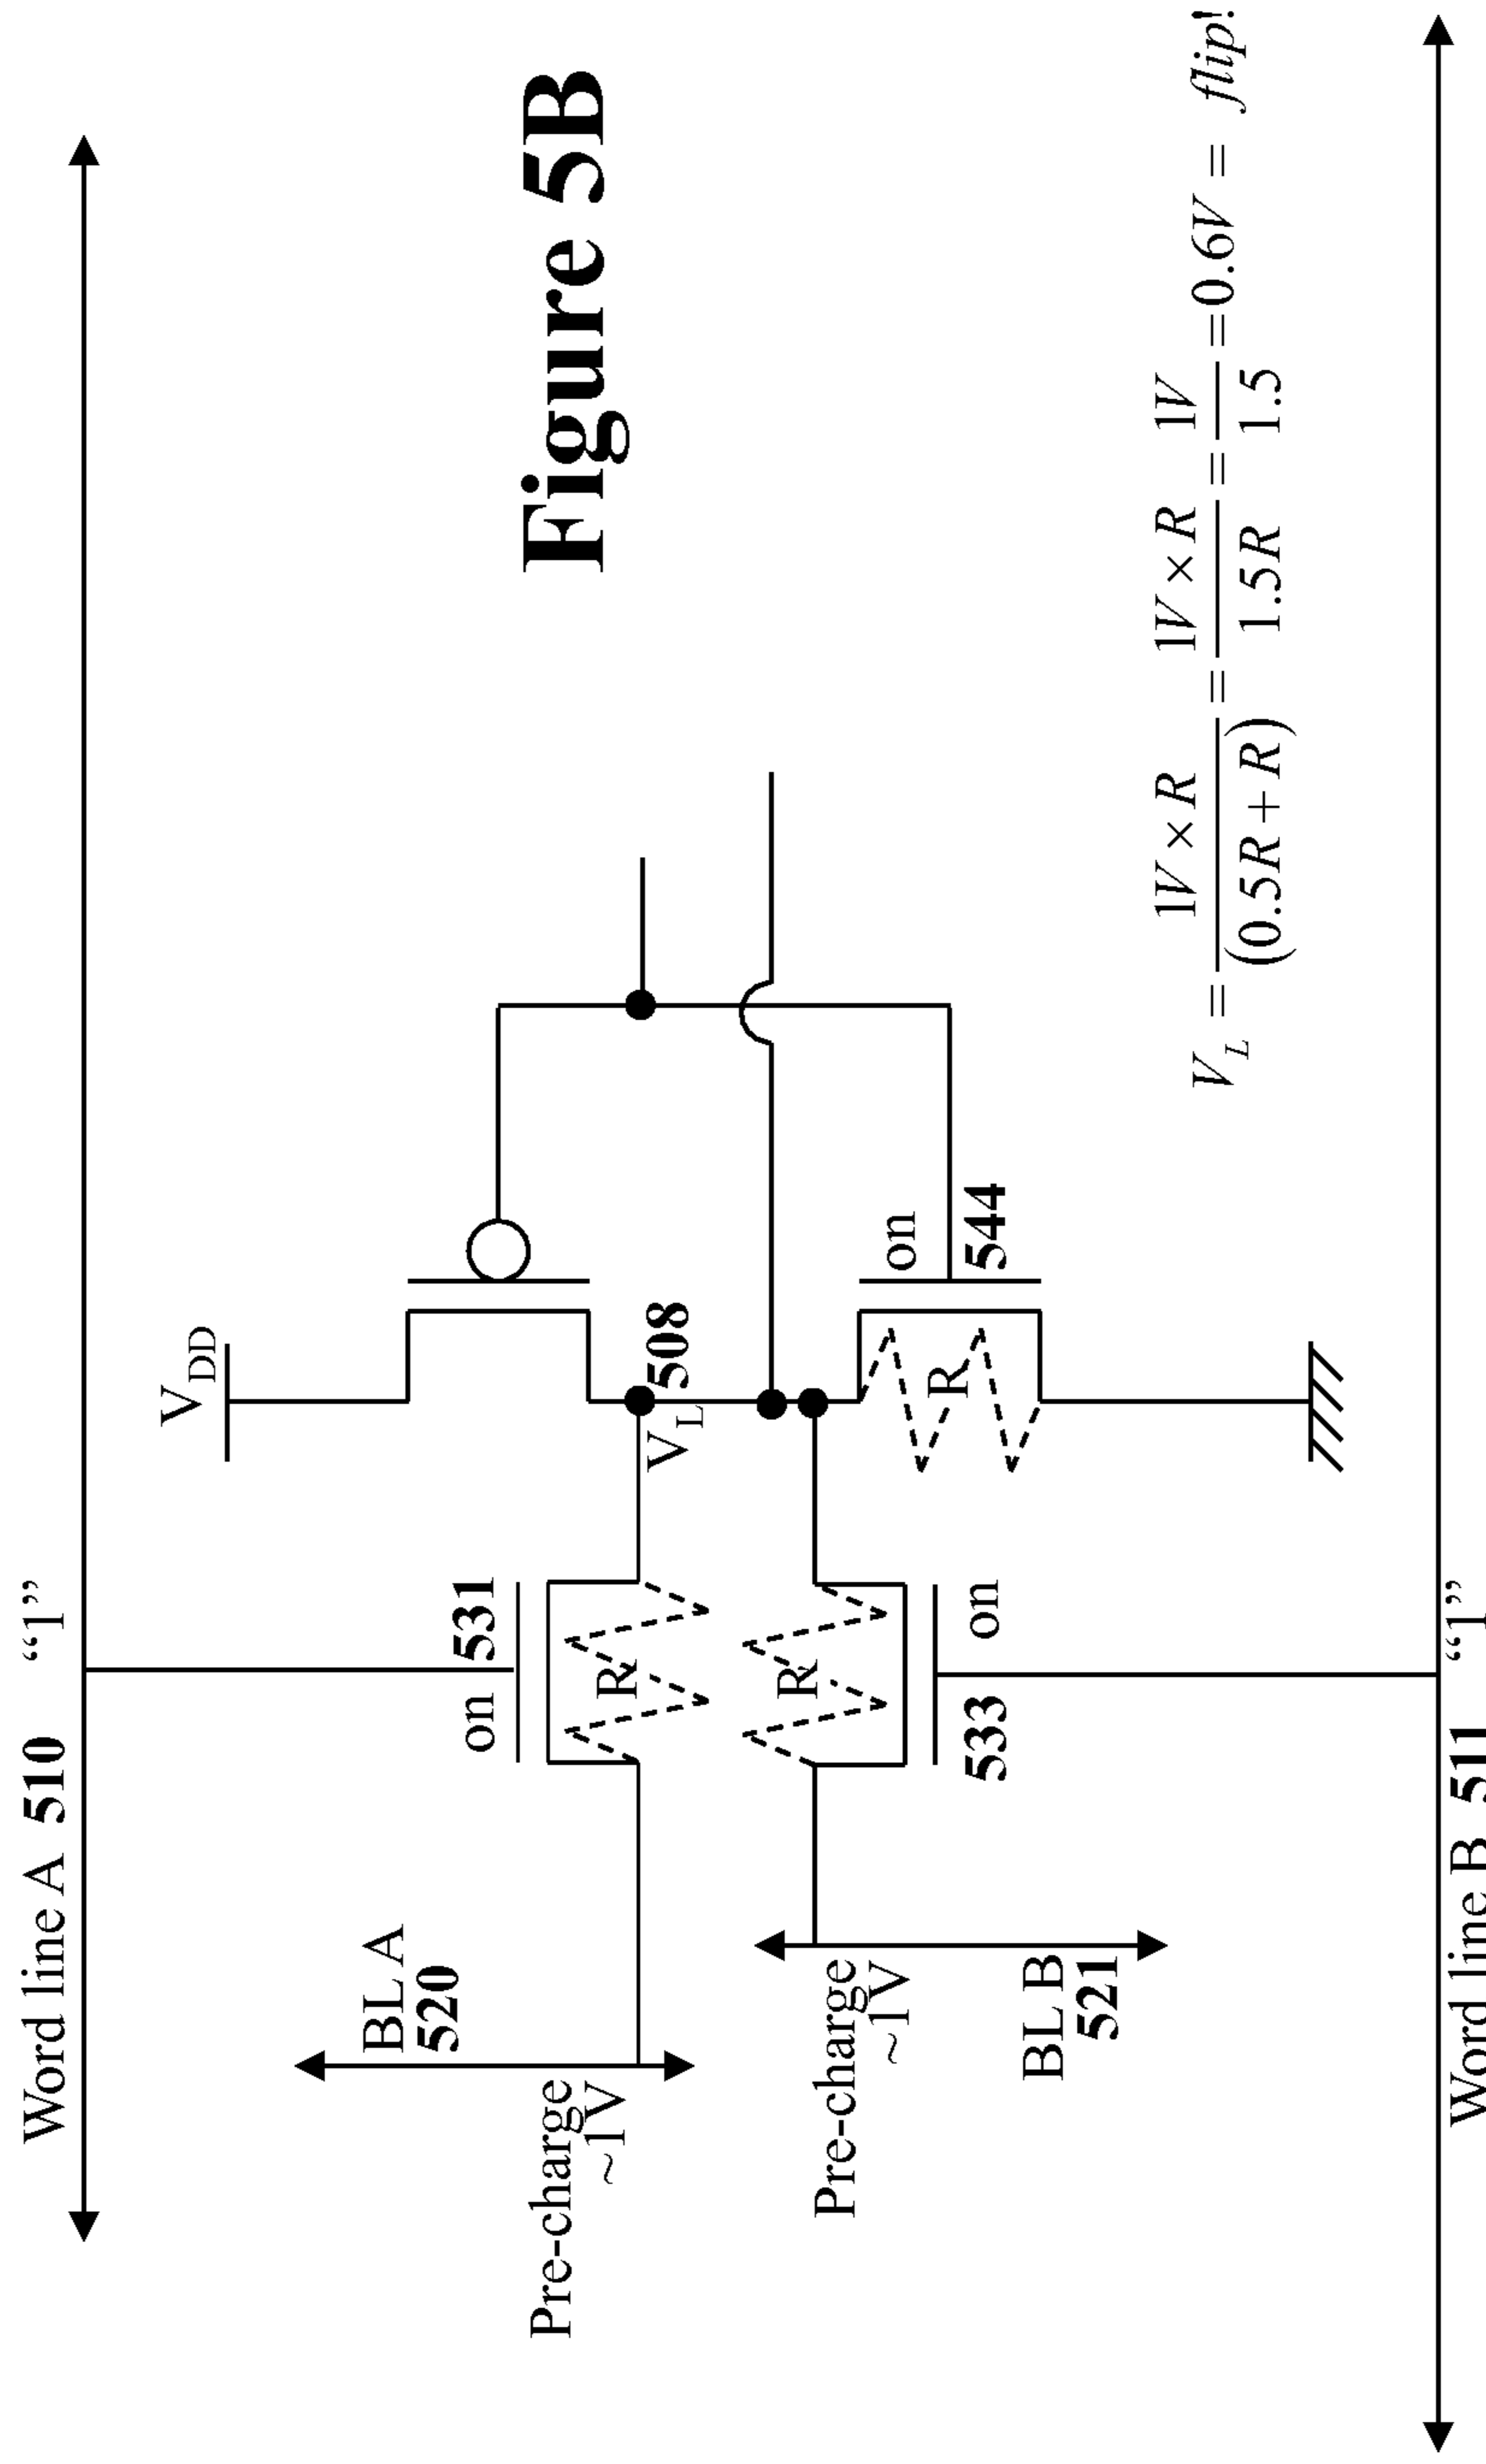 Word line A 510 “1”
V_DD
BL A
520
on 531
Pre-charge
~1V
R
V_L
508
Figure 5B
Pre-charge
~1V
R
on
R
544
533 on
BL B
521
V_L = 1V × R / (0.5R + R) = 1V × R / 1.5R = 1V / 1.5 = 0.6V = flip!
Word line B 511 “1”